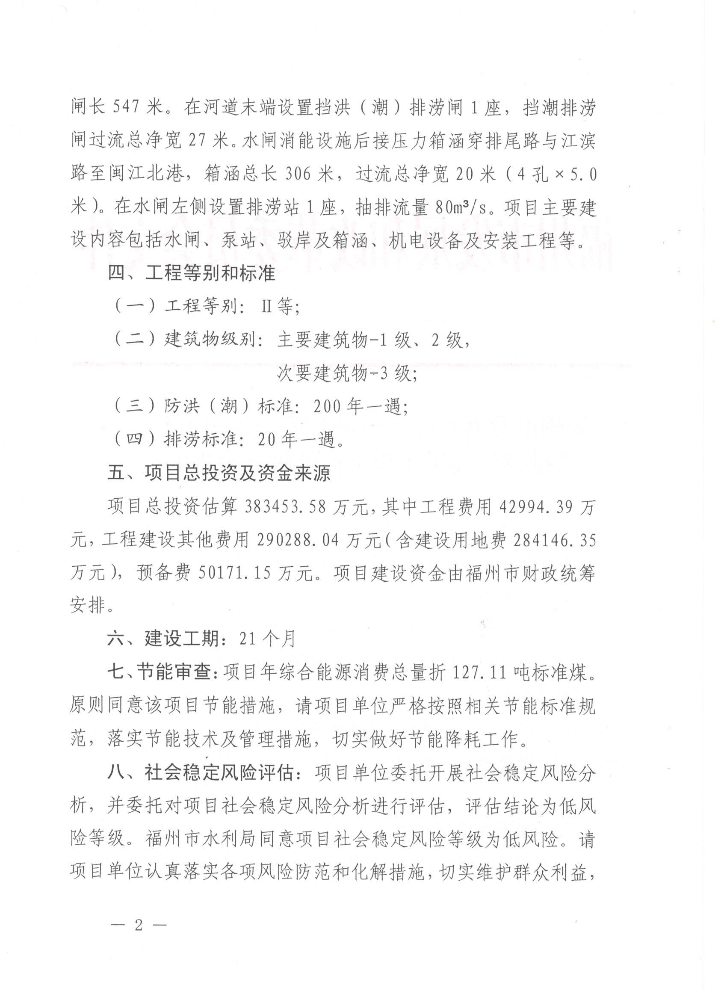 闸长 547 米。在河道末端设置挡洪（潮）排涝闸 1 座，挡潮排涝
闸过流总净宽 27 米。水闸消能设施后接压力箱涵穿排尾路与江滨
路至闽江北港，箱涵总长 306 米，过流总净宽 20 米（4 孔×5.0
米）。在水闸左侧设置排涝站 1 座，抽排流量 80m³/s。项目主要建
设内容包括水闸、泵站、驳岸及箱涵、机电设备及安装工程等。
四、工程等别和标准
（一）工程等别： II 等；
（二）建筑物级别：主要建筑物-1 级、2 级，
次要建筑物-3 级；
（三）防洪（潮）标准：200 年一遇；
（四）排涝标准：20 年一遇。
五、项目总投资及资金来源
项目总投资估算 383453.58 万元，其中工程费用 42994.39 万
元，工程建设其他费用 290288.04 万元（含建设用地费 284146.35
万元），预备费 50171.15 万元。项目建设资金由福州市财政统筹
安排。
六、建设工期：21 个月
七、节能审查：项目年综合能源消费总量折 127.11 吨标准煤。
原则同意该项目节能措施，请项目单位严格按照相关节能标准规
范，落实节能技术及管理措施，切实做好节能降耗工作。
八、社会稳定风险评估：项目单位委托开展社会稳定风险分
析，并委托对项目社会稳定风险分析进行评估，评估结论为低风
险等级。福州市水利局同意项目社会稳定风险等级为低风险。请
项目单位认真落实各项风险防范和化解措施，切实维护群众利益，
— 2 —